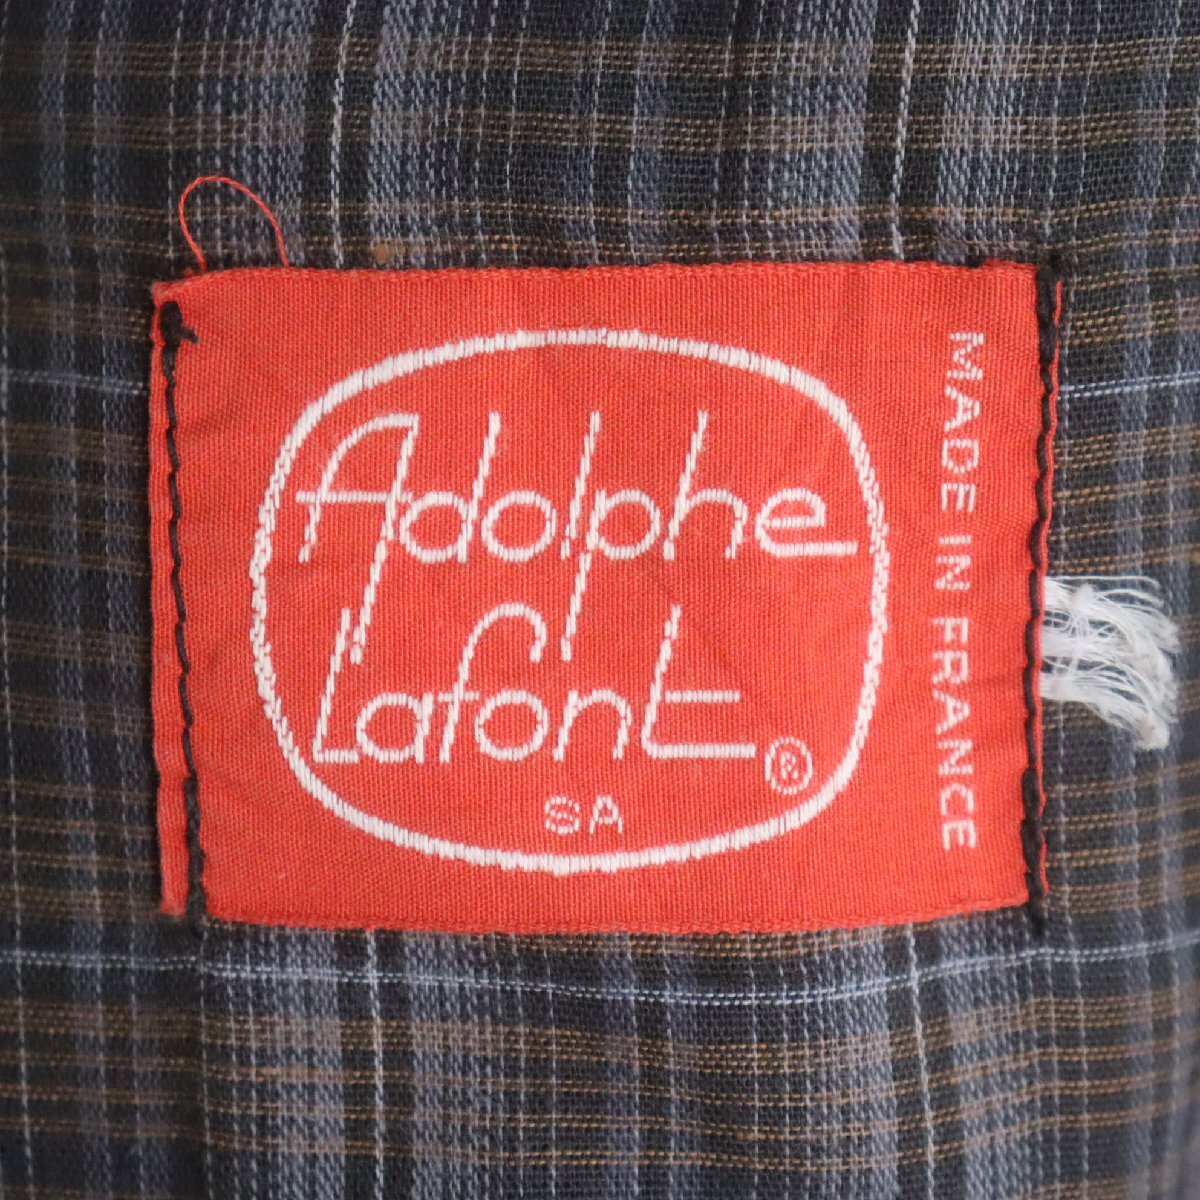 Adolphe
Lafont ®
SA
MADE IN FRANCE